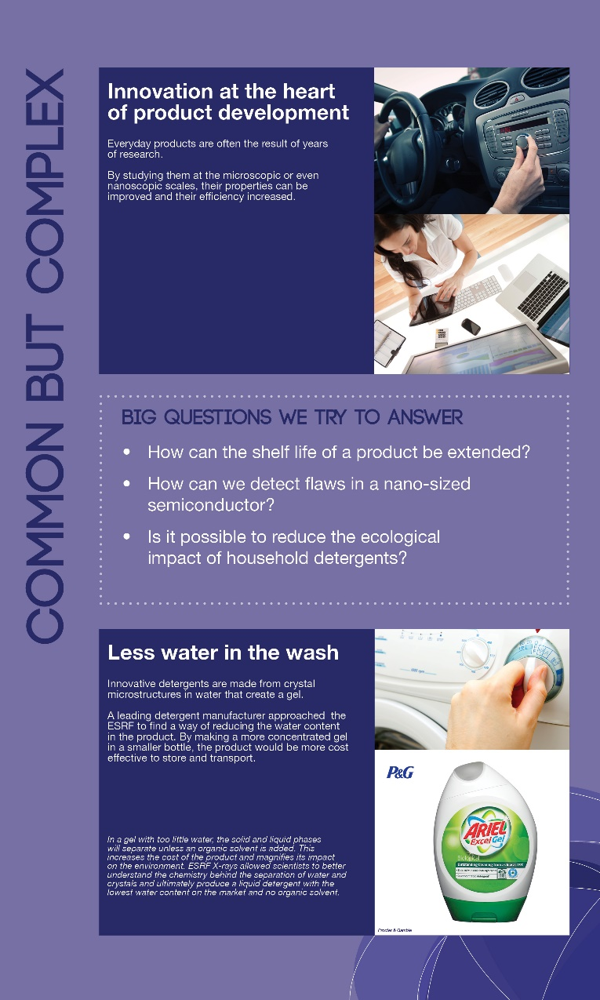 COMMON BUT COMPLEX
Innovation at the heart
of product development
Everyday products are often the result of years
of research.
By studying them at the microscopic or even
nanoscopic scales, their properties can be
improved and their efficiency increased.
BIG QUESTIONS WE TRY TO ANSWER
• How can the shelf life of a product be extended?
• How can we detect flaws in a nano-sized
semiconductor?
• Is it possible to reduce the ecological
impact of household detergents?
Less water in the wash
Innovative detergents are made from crystal
microstructures in water that create a gel.
A leading detergent manufacturer approached the
ESRF to find a way of reducing the water content
in the product. By making a more concentrated gel
in a smaller bottle, the product would be more cost
effective to store and transport.
In a gel with too little water, the solid and liquid phases
will separate unless an organic solvent is added. This
increases the cost of the product and magnifies its impact
on the environment. ESRF X-rays allowed scientists to better
understand the chemistry behind the separation of water and
crystals and ultimately produce a liquid detergent with the
lowest water content on the market and no organic solvent.
P&G
ARIEL
Excel Gel
Biological
Procter & Gamble